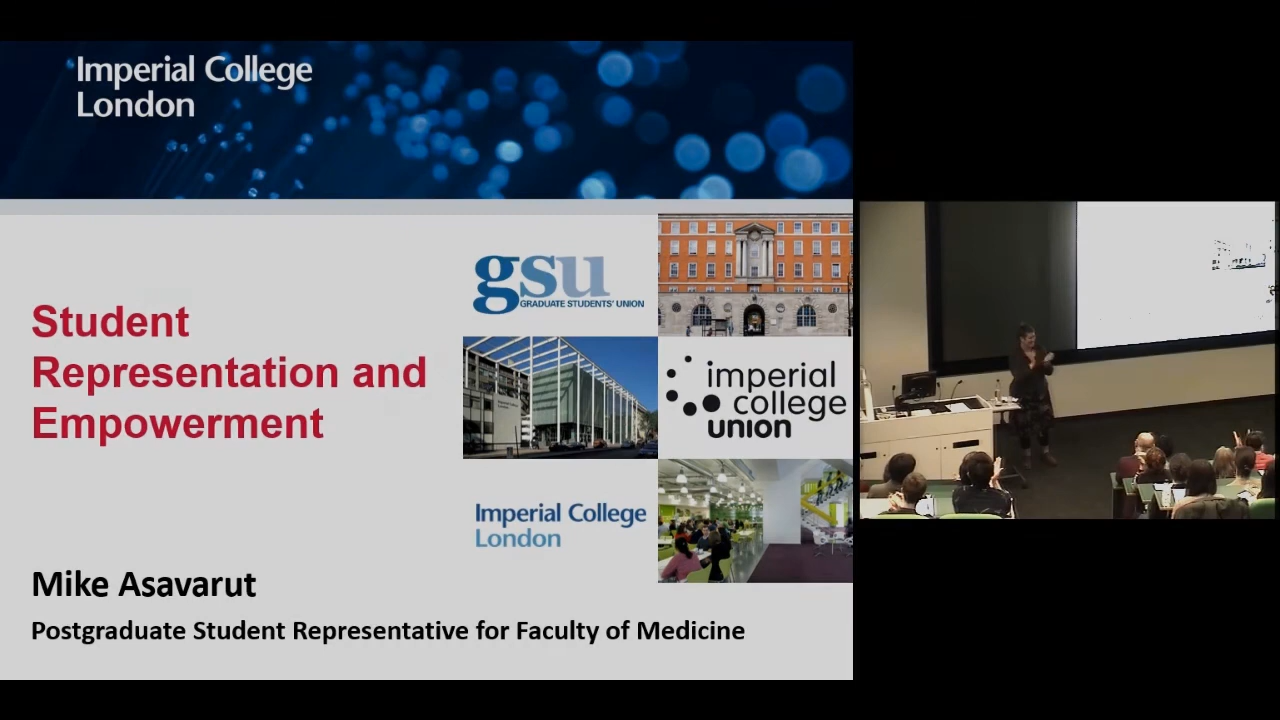 Imperial College
London
gsu
GRADUATE STUDENTS' UNION
Student
Representation and
Empowerment
imperial
college
union
Imperial College
London
Mike Asavarut
Postgraduate Student Representative for Faculty of Medicine